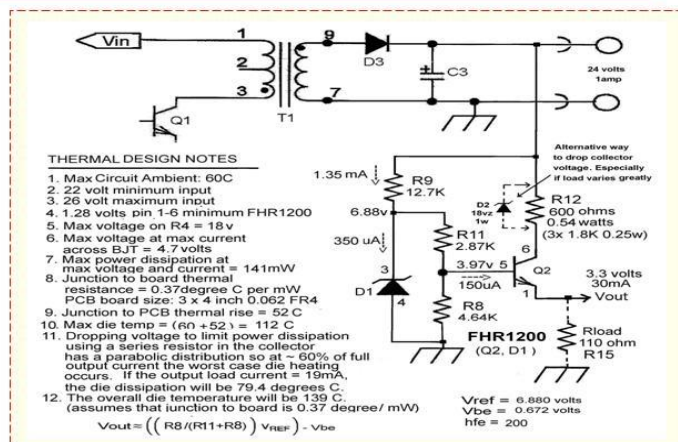 Vin
1
2
3
Q1
T1
9
7
D3
+
C3
24 volts
1amp
THERMAL DESIGN NOTES
1. Max Circuit Ambient: 60C
2. 22 volt minimum input
3. 26 volt maximum input
4. 1.28 volts pin 1-6 minimum FHR1200
5. Max voltage on R4 = 18v
6. Max voltage at max current
across BJT = 4.7 volts
7. Max power dissipation at
max voltage and current = 141mW
8. Junction to board thermal
resistance = 0.37degree C per mW
PCB board size: 3 x 4 inch 0.062 FR4
9. Junction to PCB thermal rise = 52C
10. Max die temp = (60 + 52) = 112 C
11. Dropping voltage to limit power dissipation
using a series resistor in the collector
has a parabolic distribution so at ~ 60% of full
output current the worst case die heating
occurs. If the output load current = 19mA,
the die dissipation will be 79.4 degrees C.
12. The overall die temperature will be 139 C.
(assumes that junction to board is 0.37 degree/ mW)
Vout = ((R8/(R11+R8)) VREF) - Vbe
1.35 mA
R9
12.7K
6.88v
350 uA
3
D1
4
R11
2.87K
3.97v
5
150uA
R8
4.64K
Alternative way
to drop collector
voltage. Especially
if load varies greatly
D2
18vz
1w
R12
600 ohms
0.54 watts
(3x 1.8K 0.25w)
6
Q2
1
3.3 volts
30mA
Vout
FHR1200
(Q2, D1)
Rload
110 ohm
R15
Vref = 6.880 volts
Vbe = 0.672 volts
hfe = 200